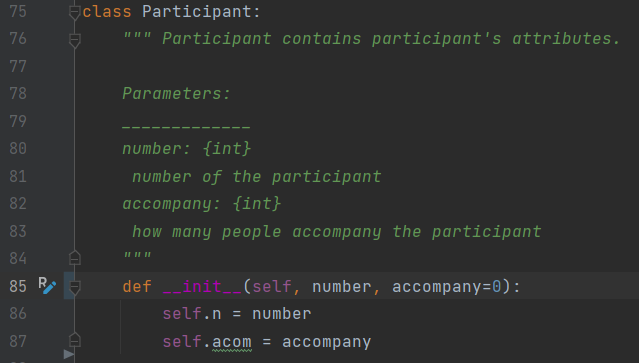 75 class Participant:
76     """ Participant contains participant's attributes.
77
78     Parameters:
79     _____________
80     number: {int}
81      number of the participant
82     accompany: {int}
83      how many people accompany the participant
84     """
85 R   def __init__(self, number, accompany=0):
86         self.n = number
87         self.acom = accompany